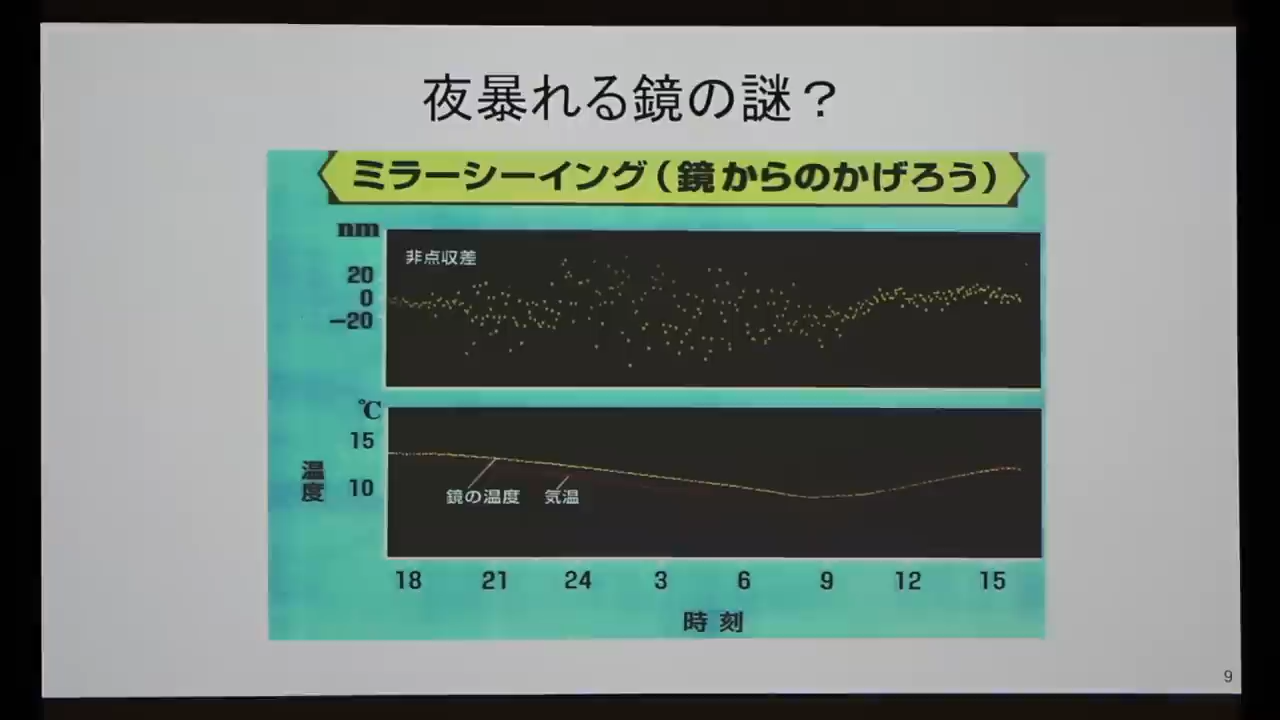 夜暴れる鏡の謎？
ミラーシーイング（鏡からのかげろう）
nm
非点収差
20
0
−20
℃
15
温度
10
鏡の温度
気温
18 21 24 3 6 9 12 15
時刻
9